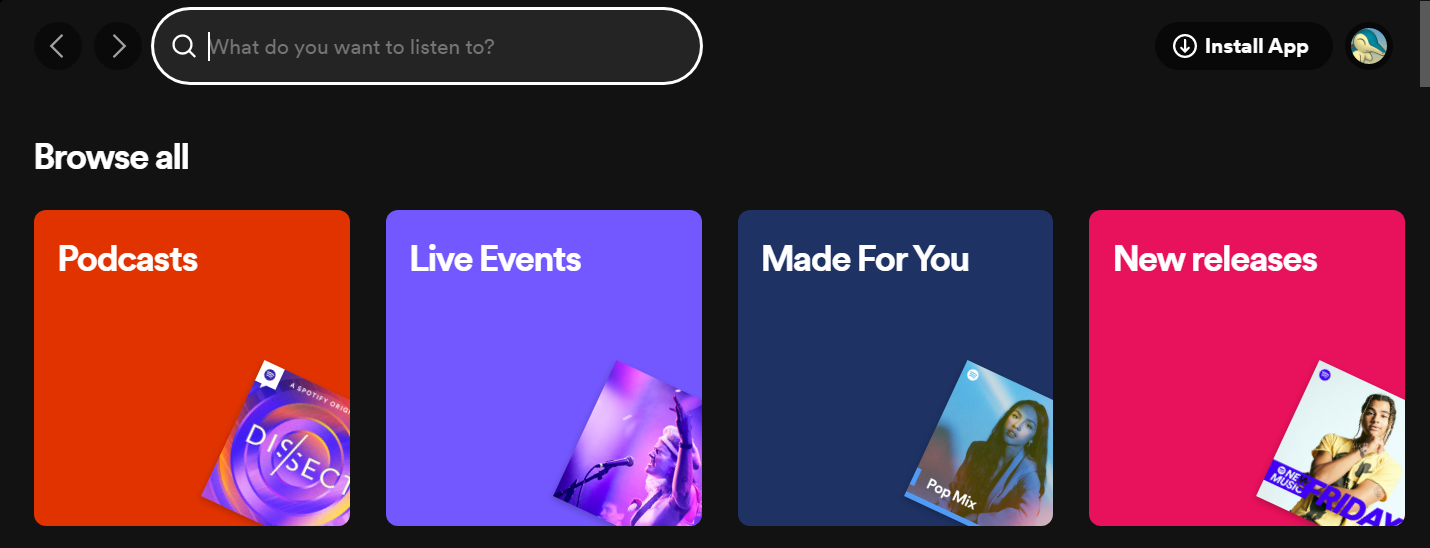 What do you want to listen to?
Install App
Browse all
Podcasts
Live Events
Made For You
New releases
A SPOTIFY ORIG
DISSECT
Pop Mix
NEW
MUSIC
FRIDAY